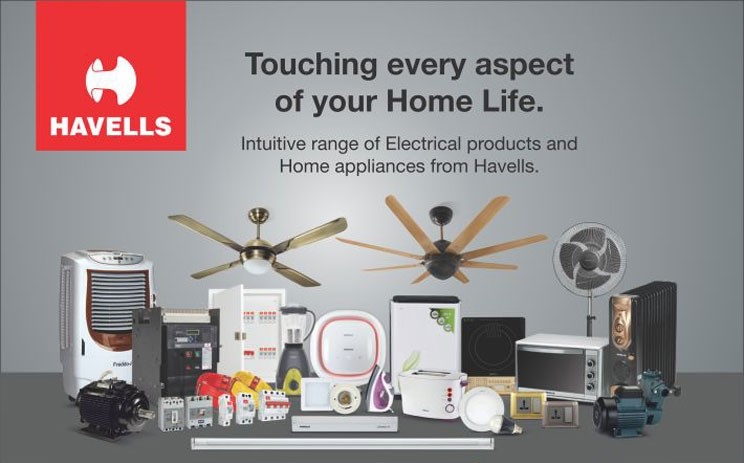 HAVELLS
Touching every aspect
of your Home Life.
Intuitive range of Electrical products and
Home appliances from Havells.